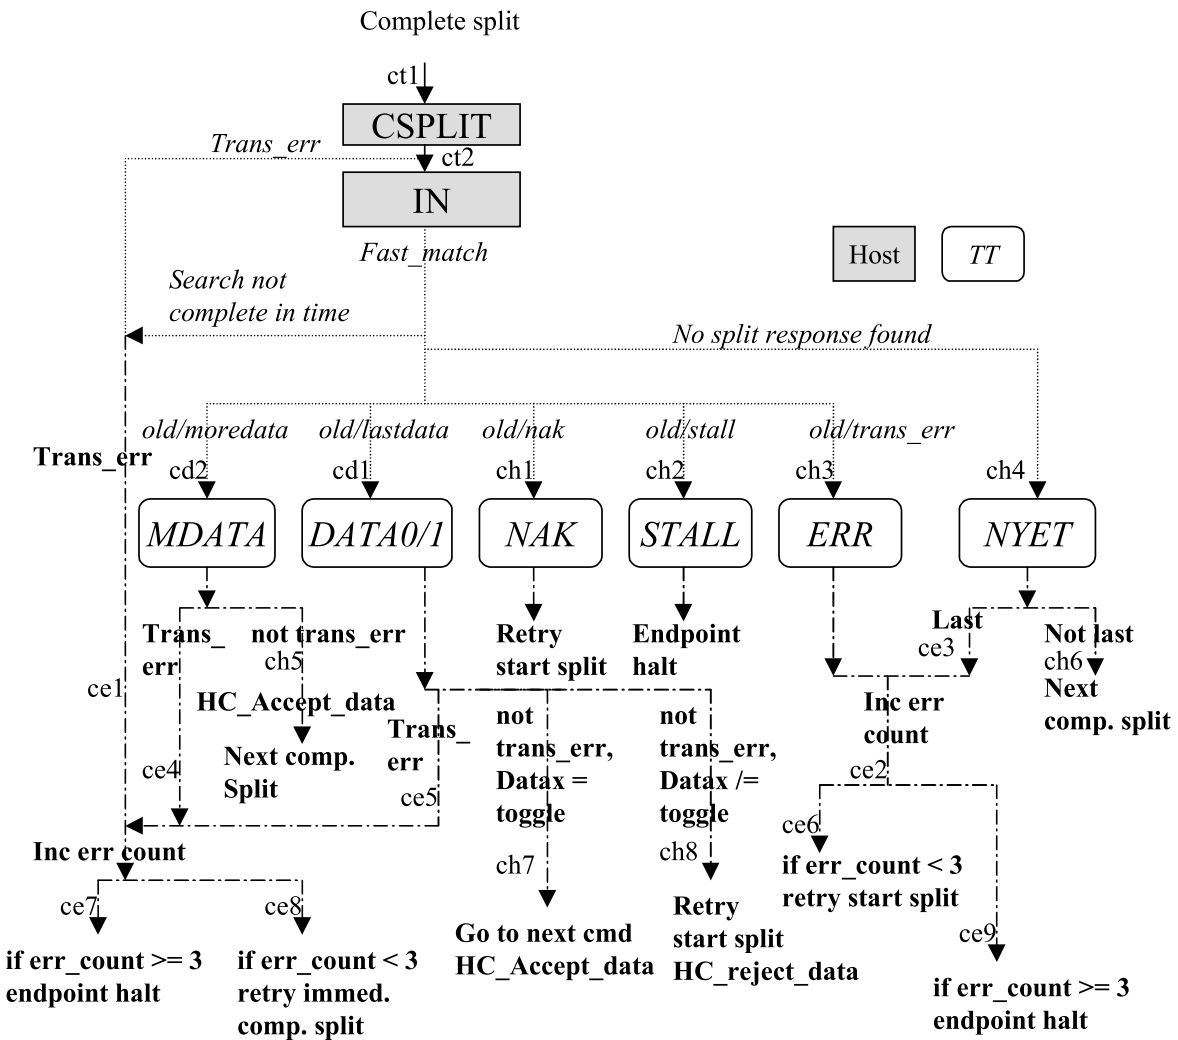 Complete split
ct1
CSPLIT
Trans_err
ct2
IN
Fast_match
Host
TT
Search not
complete in time
No split response found
old/moredata
old/lastdata
old/nak
old/stall
old/trans_err
Trans_err
cd2
cd1
ch1
ch2
ch3
ch4
MDATA
DATA0/1
NAK
STALL
ERR
NYET
Trans_
err
not trans_err
ch5
HC_Accept_data
Next comp.
Split
Retry
start split
Endpoint
halt
Last
ce3
Not last
ch6
Next
comp. split
ce1
ce4
Trans_
err
ce5
not
trans_err,
Datax =
toggle
ch7
not
trans_err,
Datax /=
toggle
ch8
Inc err
count
ce2
ce6
if err_count < 3
retry start split
ce9
Inc err count
ce7
ce8
if err_count >= 3
endpoint halt
if err_count < 3
retry immed.
comp. split
Go to next cmd
HC_Accept_data
Retry
start split
HC_reject_data
if err_count >= 3
endpoint halt